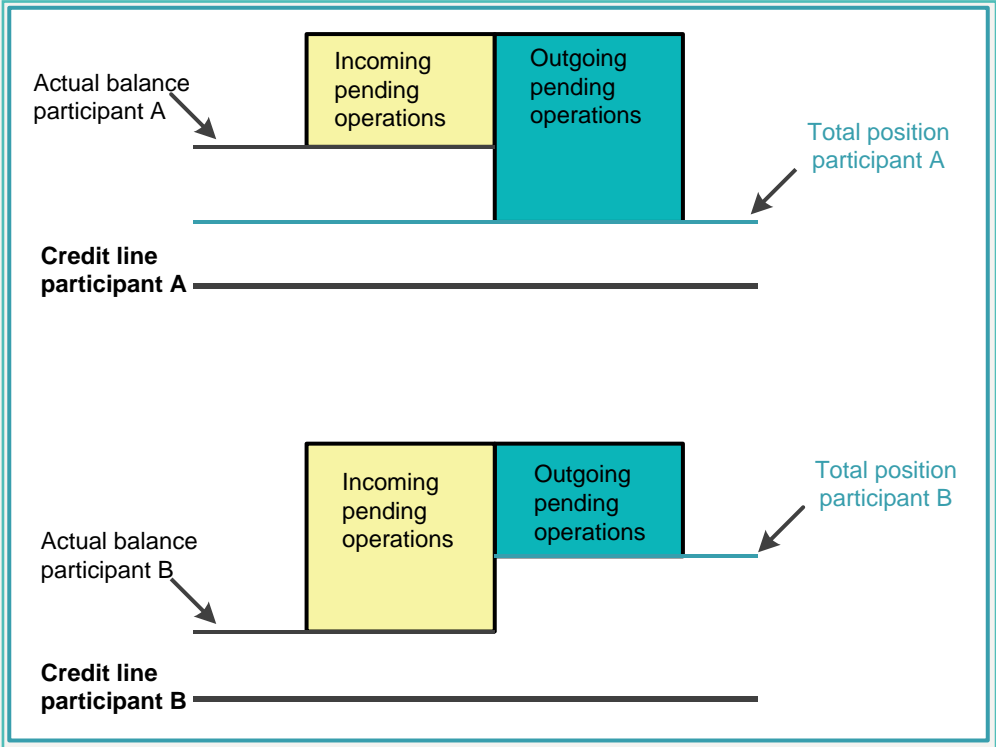 Actual balance
participant A
Incoming
pending
operations
Outgoing
pending
operations
Total position
participant A
Credit line
participant A
Actual balance
participant B
Incoming
pending
operations
Outgoing
pending
operations
Total position
participant B
Credit line
participant B